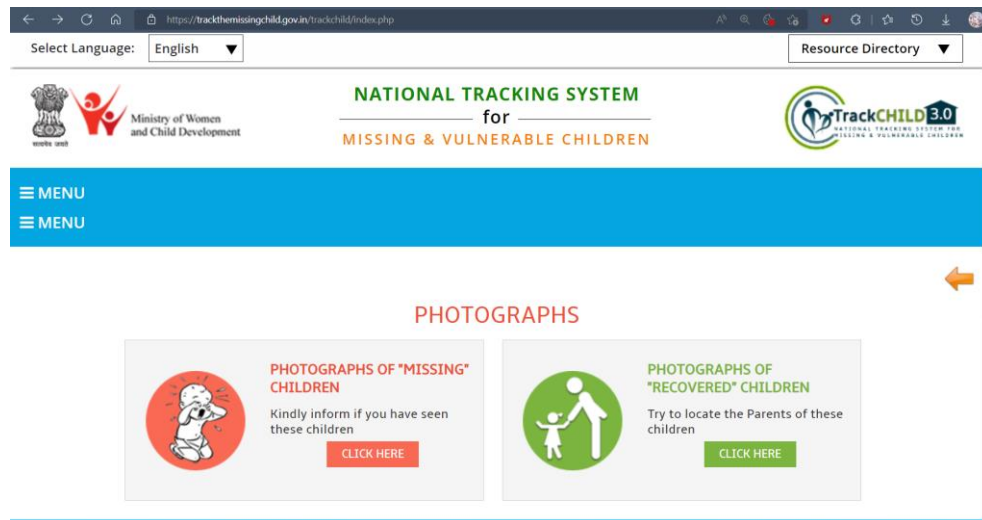 https://trackthemissingchild.gov.in/trackchild/index.php
Select Language: English
Resource Directory
सत्यमेव जयते
Ministry of Women
and Child Development
NATIONAL TRACKING SYSTEM
for
MISSING & VULNERABLE CHILDREN
TrackCHILD 3.0
NATIONAL TRACKING SYSTEM FOR
MISSING & VULNERABLE CHILDREN
MENU
MENU
PHOTOGRAPHS
PHOTOGRAPHS OF "MISSING"
CHILDREN
Kindly inform if you have seen
these children
CLICK HERE
PHOTOGRAPHS OF
"RECOVERED" CHILDREN
Try to locate the Parents of these
children
CLICK HERE